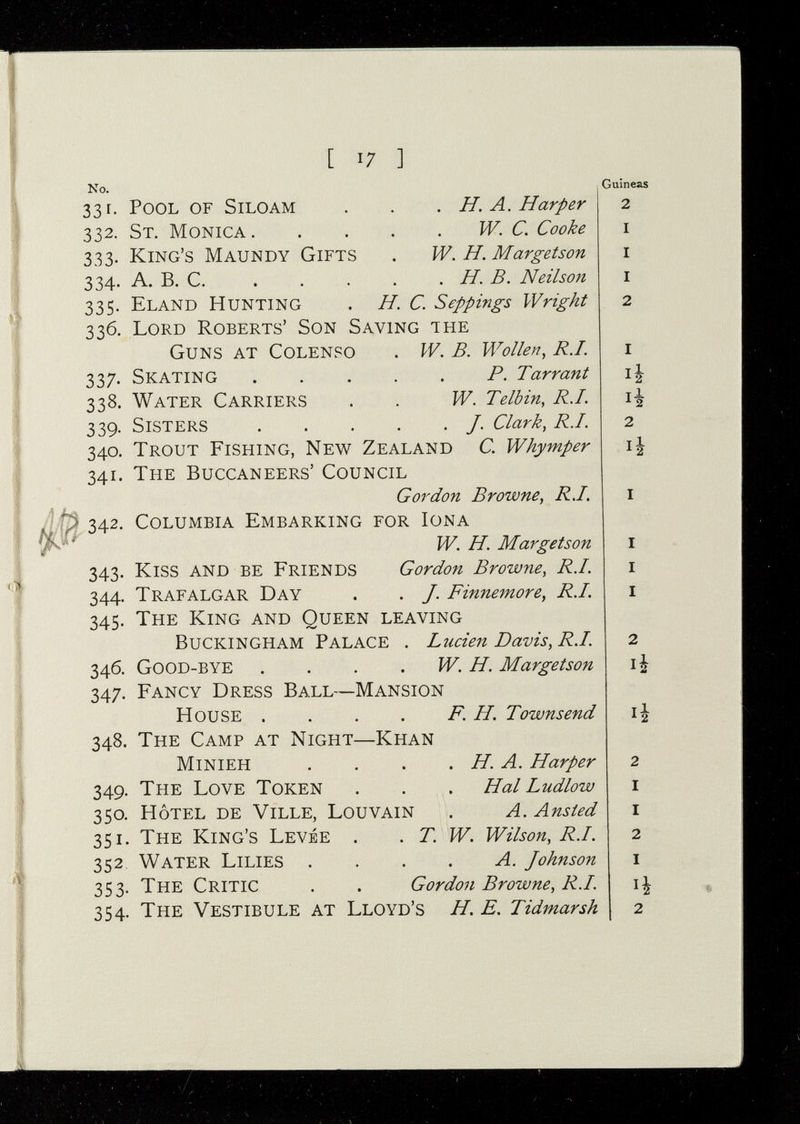 [ 17 ]
No. Guineas
331. POOL OF SILOAM . . . H. A. Harper 2
332. ST. MONICA . . . . . W. C. Cooke 1
333. KING'S MAUNDY GIFTS . W. H. Margetson 1
334. A. B. C. . . . . . H. B. Neilson 1
335. ELAND HUNTING . H. C. Seppings Wright 2
336. LORD ROBERTS' SON SAVING THE
GUNS AT COLENSO . W. B. Wollen, R.I. 1
337. SKATING . . . . . P. Tarrant 1½
338. WATER CARRIERS . . W. Telbin, R.I. 1½
339. SISTERS . . . . . J. Clark, R.I. 2
340. TROUT FISHING, NEW ZEALAND C. Whymper 1½
341. THE BUCCANEERS' COUNCIL
Gordon Browne, R.I. 1
342. COLUMBIA EMBARKING FOR IONA
W. H. Margetson 1
343. KISS AND BE FRIENDS Gordon Browne, R.I. 1
344. TRAFALGAR DAY . . J. Finnemore, R.I. 1
345. THE KING AND QUEEN LEAVING
BUCKINGHAM PALACE . Lucien Davis, R.I. 2
346. GOOD-BYE . . . . W. H. Margetson 1½
347. FANCY DRESS BALL—MANSION
HOUSE . . . . F. H. Townsend 1½
348. THE CAMP AT NIGHT—KHAN
MINIEH . . . . H. A. Harper 2
349. THE LOVE TOKEN . . . Hal Ludlow 1
350. HÔTEL DE VILLE, LOUVAIN . A. Ansted 1
351. THE KING'S LEVÉE . . T. W. Wilson, R.I. 2
352 WATER LILIES . . . . A. Johnson 1
353. THE CRITIC . . Gordon Browne, R.I. 1½
354. THE VESTIBULE AT LLOYD'S H. E. Tidmarsh 2